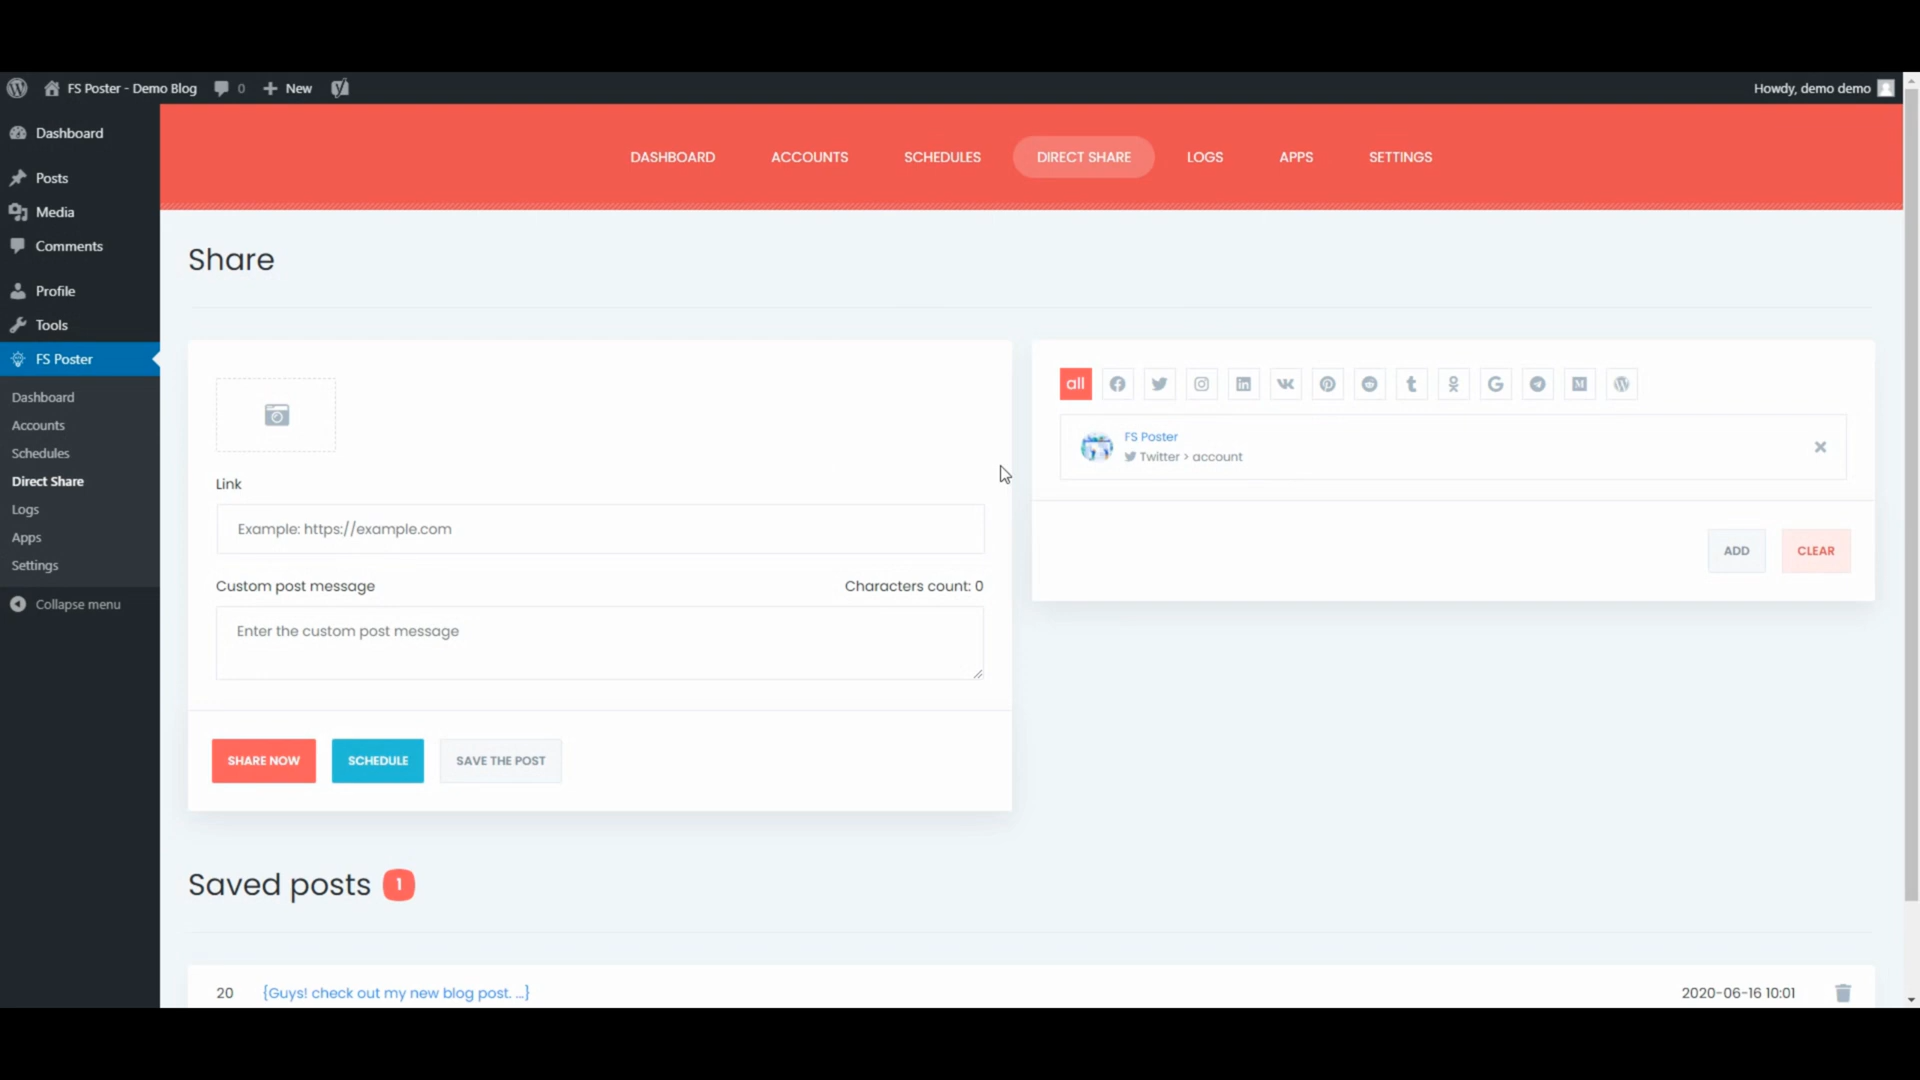 FS Poster - Demo Blog 0 New Howdy, demo demo
Dashboard
Posts
Media
Comments
Profile
Tools
FS Poster
Dashboard
Accounts
Schedules
Direct Share
Logs
Apps
Settings
Collapse menu
DASHBOARD ACCOUNTS SCHEDULES DIRECT SHARE LOGS APPS SETTINGS
Share
Link
Example: https://example.com
Custom post message Characters count: 0
Enter the custom post message
SHARE NOW SCHEDULE SAVE THE POST
all
FS Poster
Twitter > account
ADD CLEAR
Saved posts 1
20 {Guys! check out my new blog post. ...} 2020-06-16 10:01